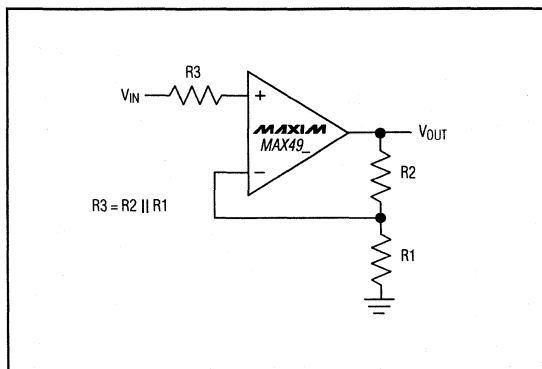 R3
VIN
+
MAXIM
MAX49_
VOUT
−
R2
R3 = R2 || R1
R1